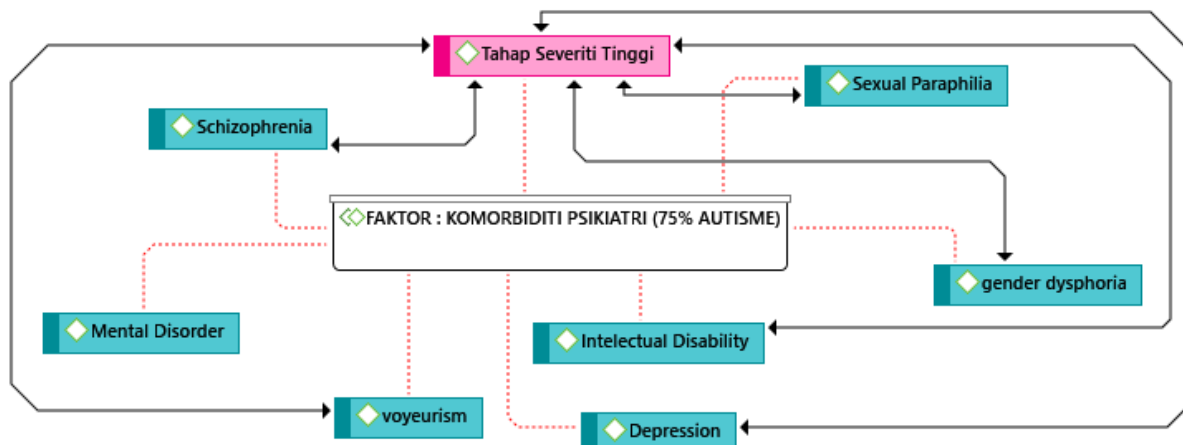 Tahap Severiti Tinggi
Sexual Paraphilia
Schizophrenia
FAKTOR : KOMORBIDITI PSIKIATRI (75% AUTISME)
gender dysphoria
Mental Disorder
Intelectual Disability
voyeurism
Depression